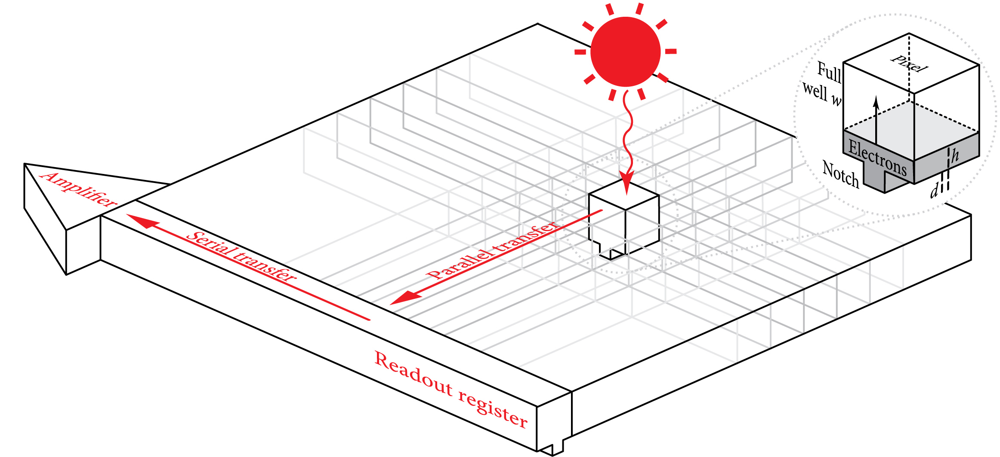 Pixel
Full
well w
Electrons
h
Notch
d
Amplifier
Serial transfer
Parallel transfer
Readout register